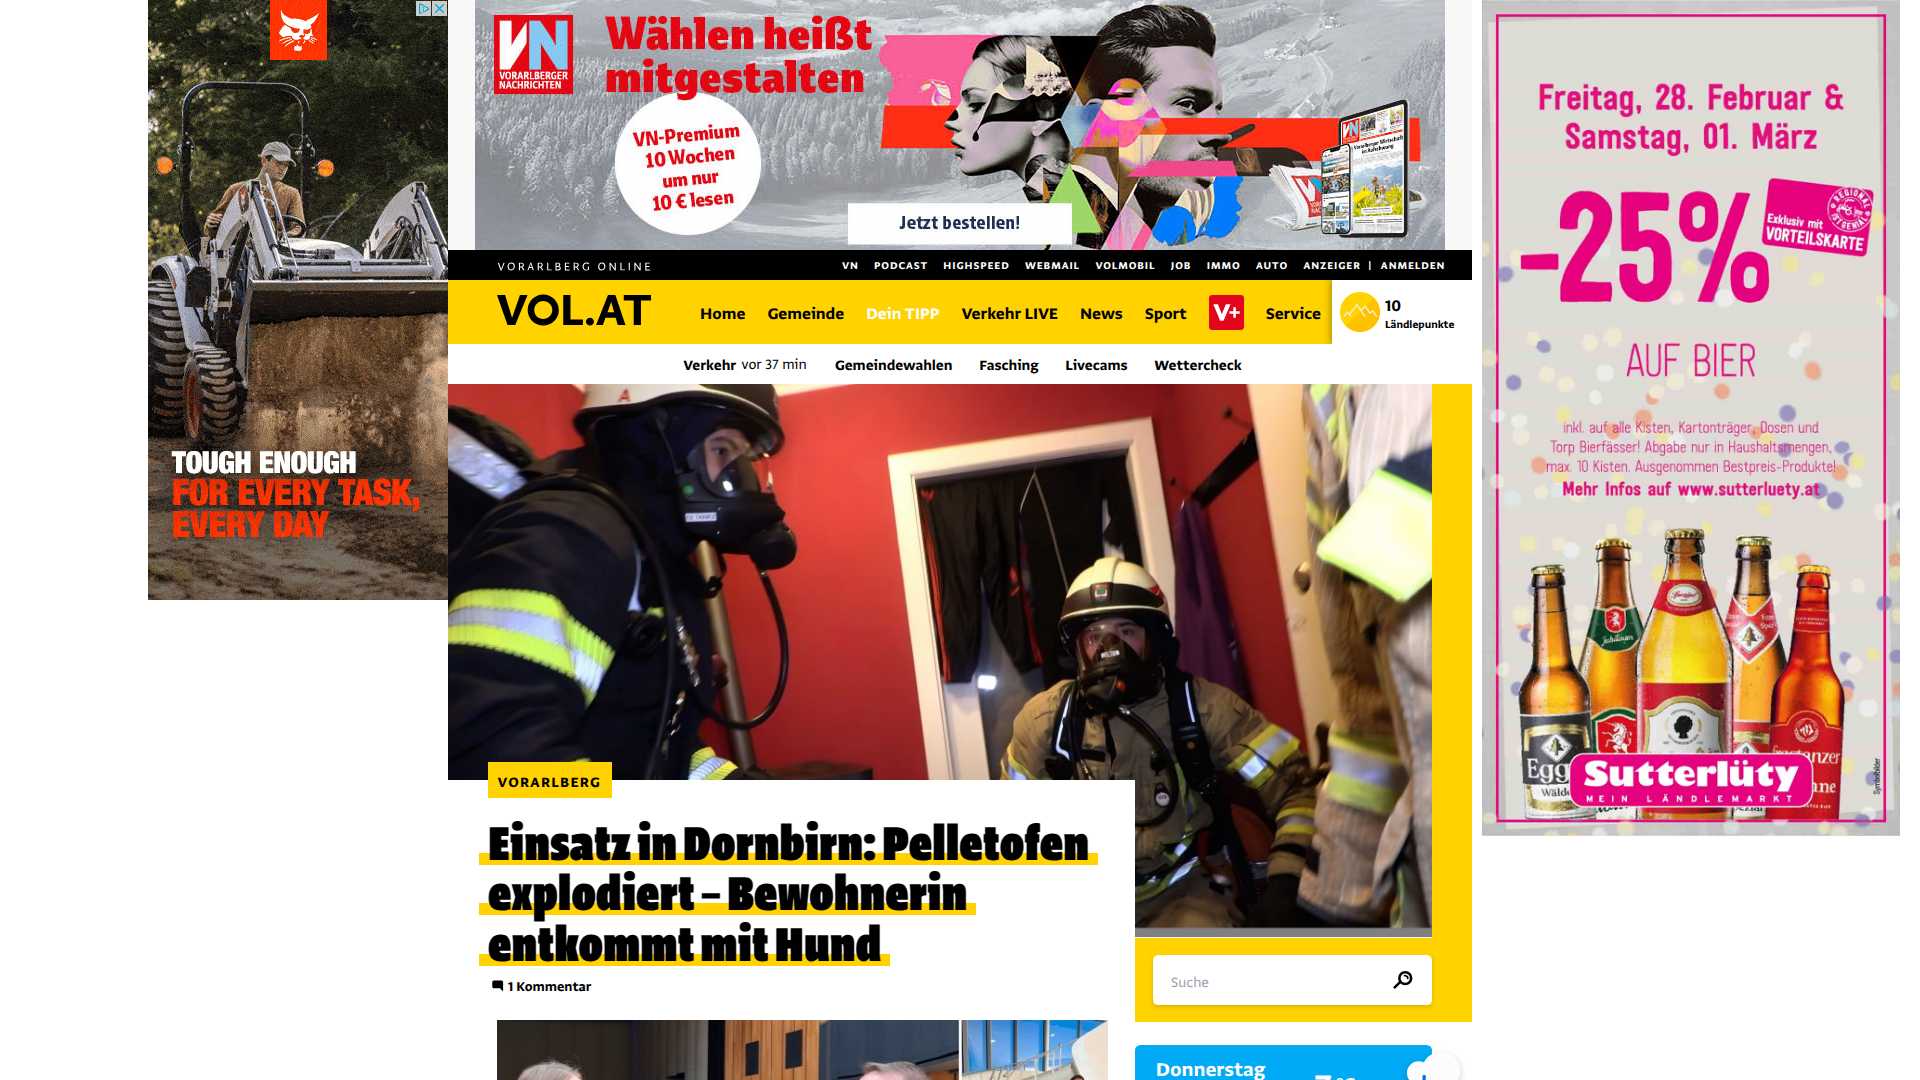 TOUGH ENOUGH
FOR EVERY TASK,
EVERY DAY
VN
VORARLBERGER
NACHRICHTEN
Wählen heißt
mitgestalten
VN-Premium
10 Wochen
um nur
10 € lesen
Jetzt bestellen!
VORARLBERG ONLINE
VN PODCAST HIGHSPEED WEBMAIL VOLMOBIL JOB IMMO AUTO ANZEIGER | ANMELDEN
VOL.AT
Home Gemeinde Dein TIPP Verkehr LIVE News Sport V+ Service
10
Ländlepunkte
Verkehr vor 37 min Gemeindewahlen Fasching Livecams Wettercheck
VORARLBERG
Einsatz in Dornbirn: Pelletofen
explodiert – Bewohnerin
entkommt mit Hund
1 Kommentar
Suche
Donnerstag
Freitag, 28. Februar &
Samstag, 01. März
-25%
REGIONAL
IST GENIAL
Exklusiv mit
VORTEILSKARTE
AUF BIER
inkl. auf alle Kisten, Kartonträger, Dosen und
Torp Bierfässer! Abgabe nur in Haushaltsmengen,
max. 10 Kisten. Ausgenommen Bestpreis-Produkte!
Mehr Infos auf www.sutterluety.at
Sutterlüty
MEIN LÄNDLEMARKT
Symbolbilder